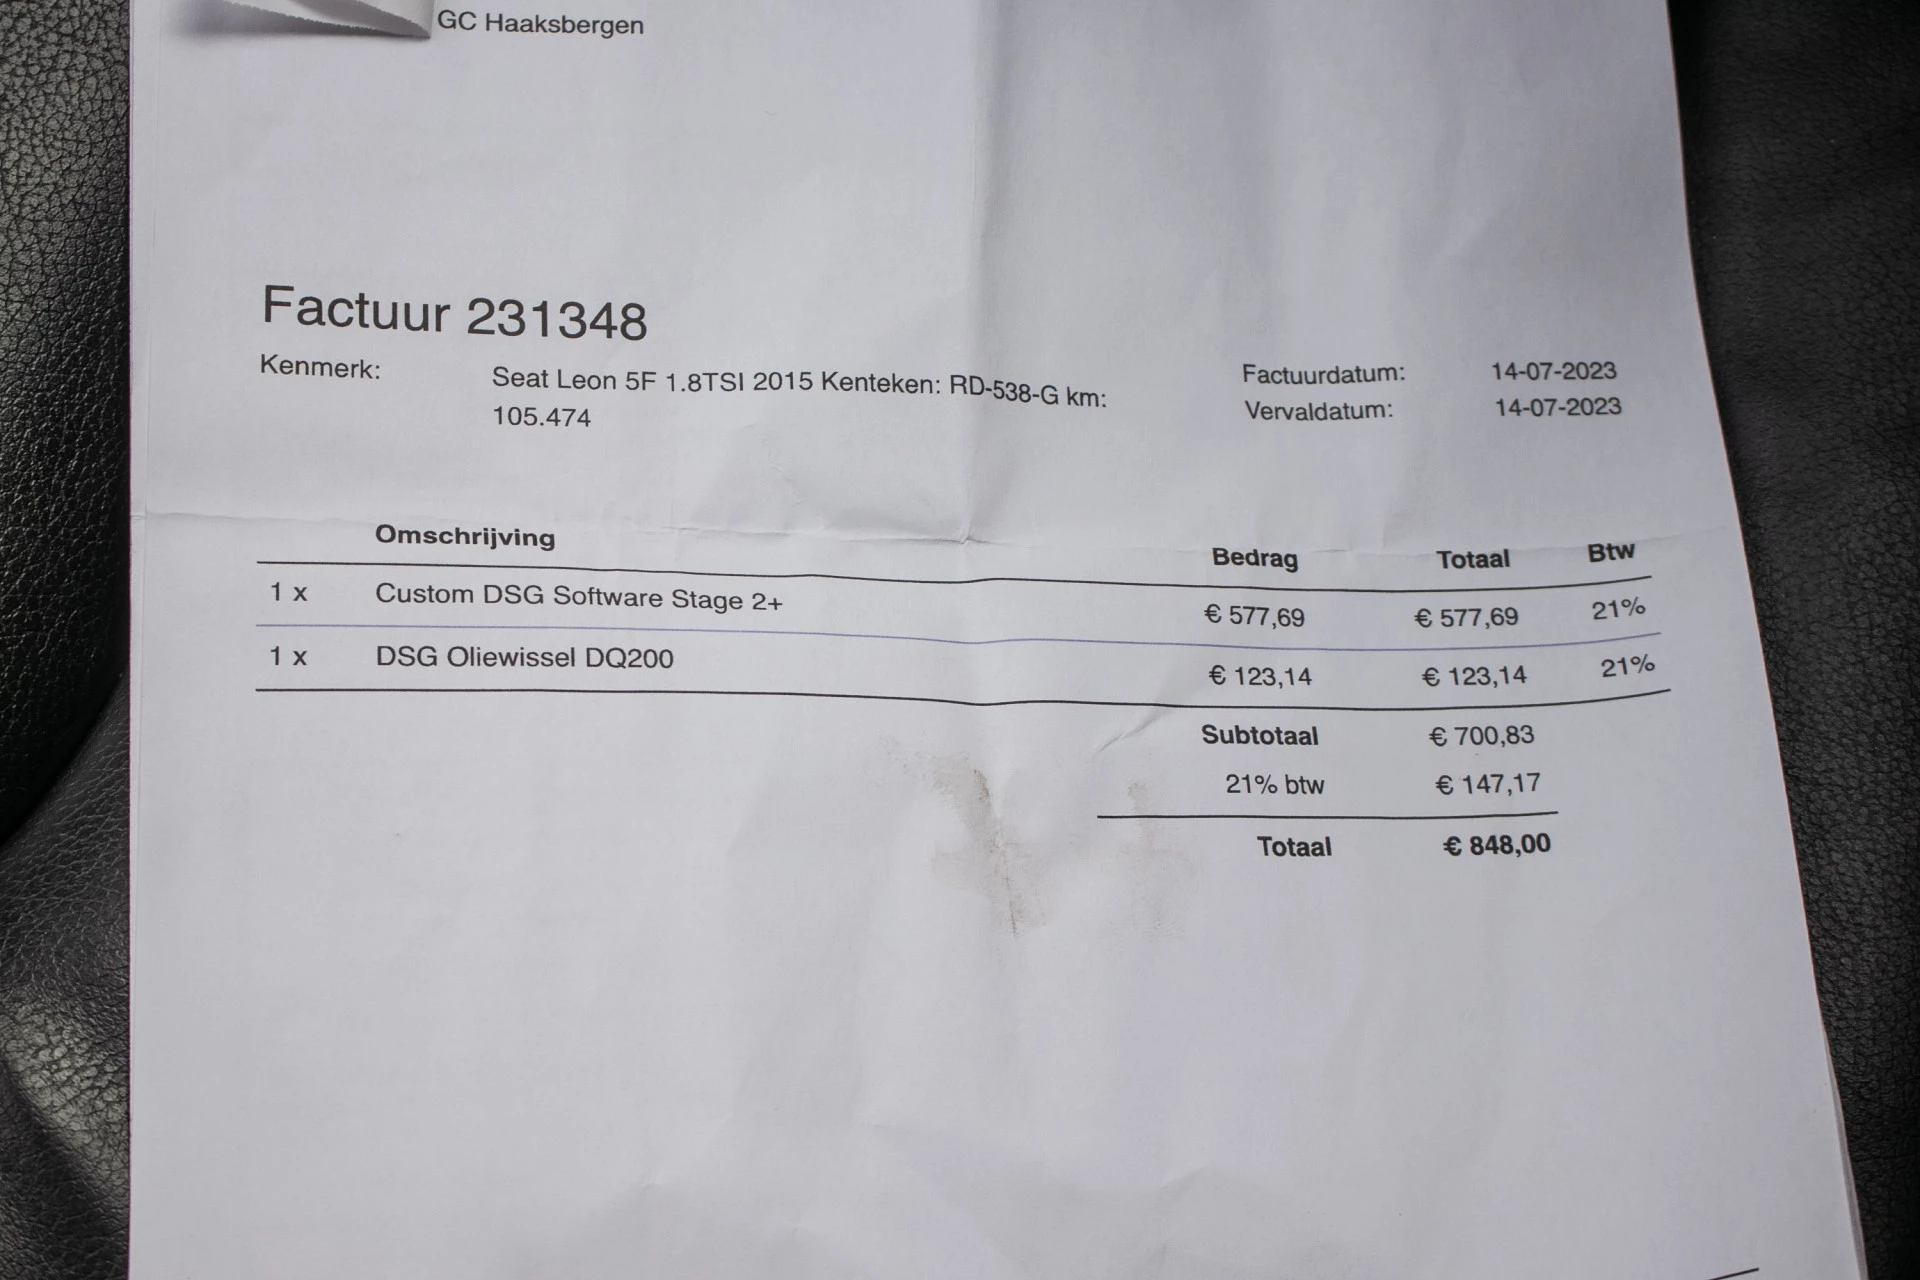 GC Haaksbergen
Factuur 231348
Kenmerk: Seat Leon 5F 1.8TSI 2015 Kenteken: RD-538-G km: Factuurdatum: 14-07-2023
105.474 Vervaldatum: 14-07-2023
Omschrijving Bedrag Totaal Btw
1 x Custom DSG Software Stage 2+ € 577,69 € 577,69 21%
1 x DSG Oliewissel DQ200 € 123,14 € 123,14 21%
Subtotaal € 700,83
21% btw € 147,17
Totaal € 848,00